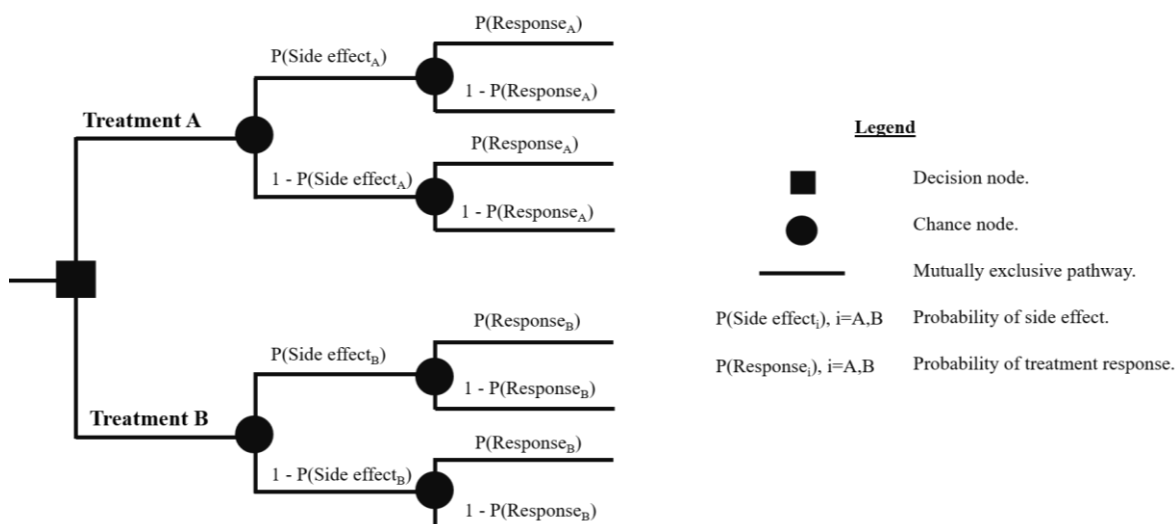 P(Response_A)
P(Side effect_A)
1 - P(Response_A)
Treatment A
P(Response_A)
1 - P(Side effect_A)
1 - P(Response_A)
P(Response_B)
P(Side effect_B)
1 - P(Response_B)
Treatment B
P(Response_B)
1 - P(Side effect_B)
1 - P(Response_B)
Legend
Decision node.
Chance node.
Mutually exclusive pathway.
P(Side effect_i), i=A,B Probability of side effect.
P(Response_i), i=A,B Probability of treatment response.